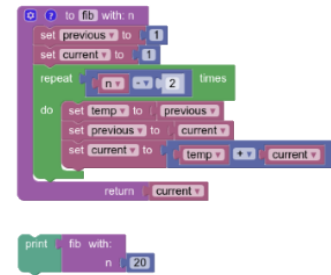 to fib with: n
set previous to 1
set current to 1
repeat n - 2 times
do set temp to previous
set previous to current
set current to temp + current
return current
print fib with:
n 20